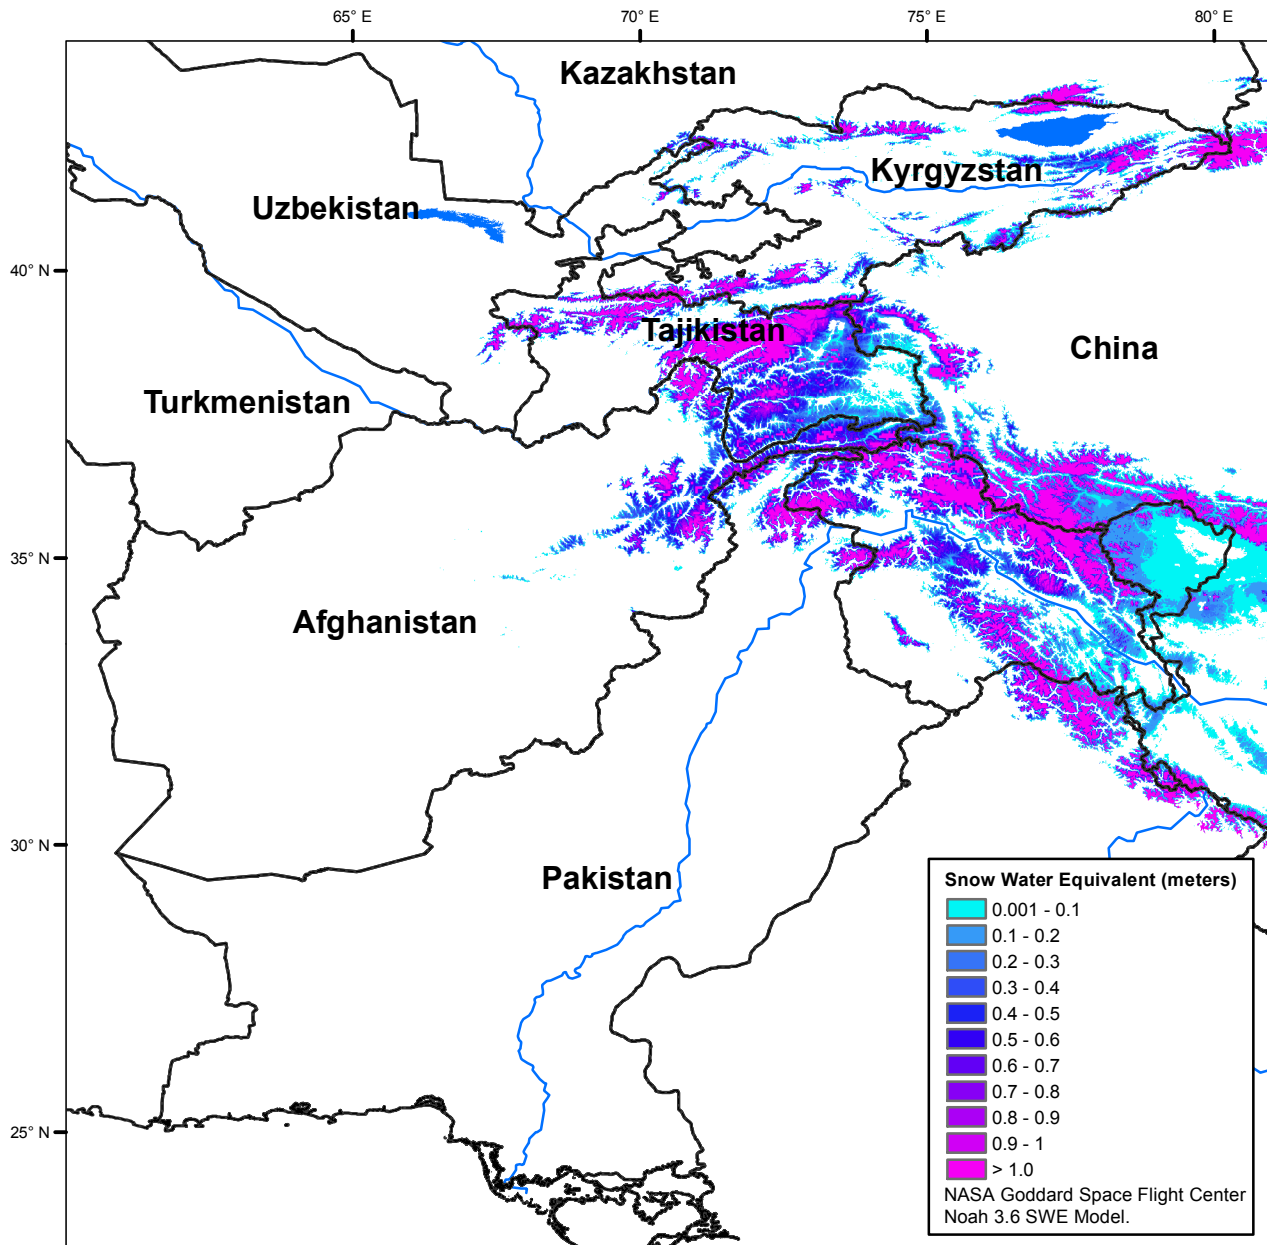 65° E
70° E
75° E
80° E
Kazakhstan
Kyrgyzstan
Uzbekistan
40° N
Tajikistan
China
Turkmenistan
35° N
Afghanistan
30° N
Pakistan
25° N
Snow Water Equivalent (meters)
0.001 - 0.1
0.1 - 0.2
0.2 - 0.3
0.3 - 0.4
0.4 - 0.5
0.5 - 0.6
0.6 - 0.7
0.7 - 0.8
0.8 - 0.9
0.9 - 1
> 1.0
NASA Goddard Space Flight Center
Noah 3.6 SWE Model.